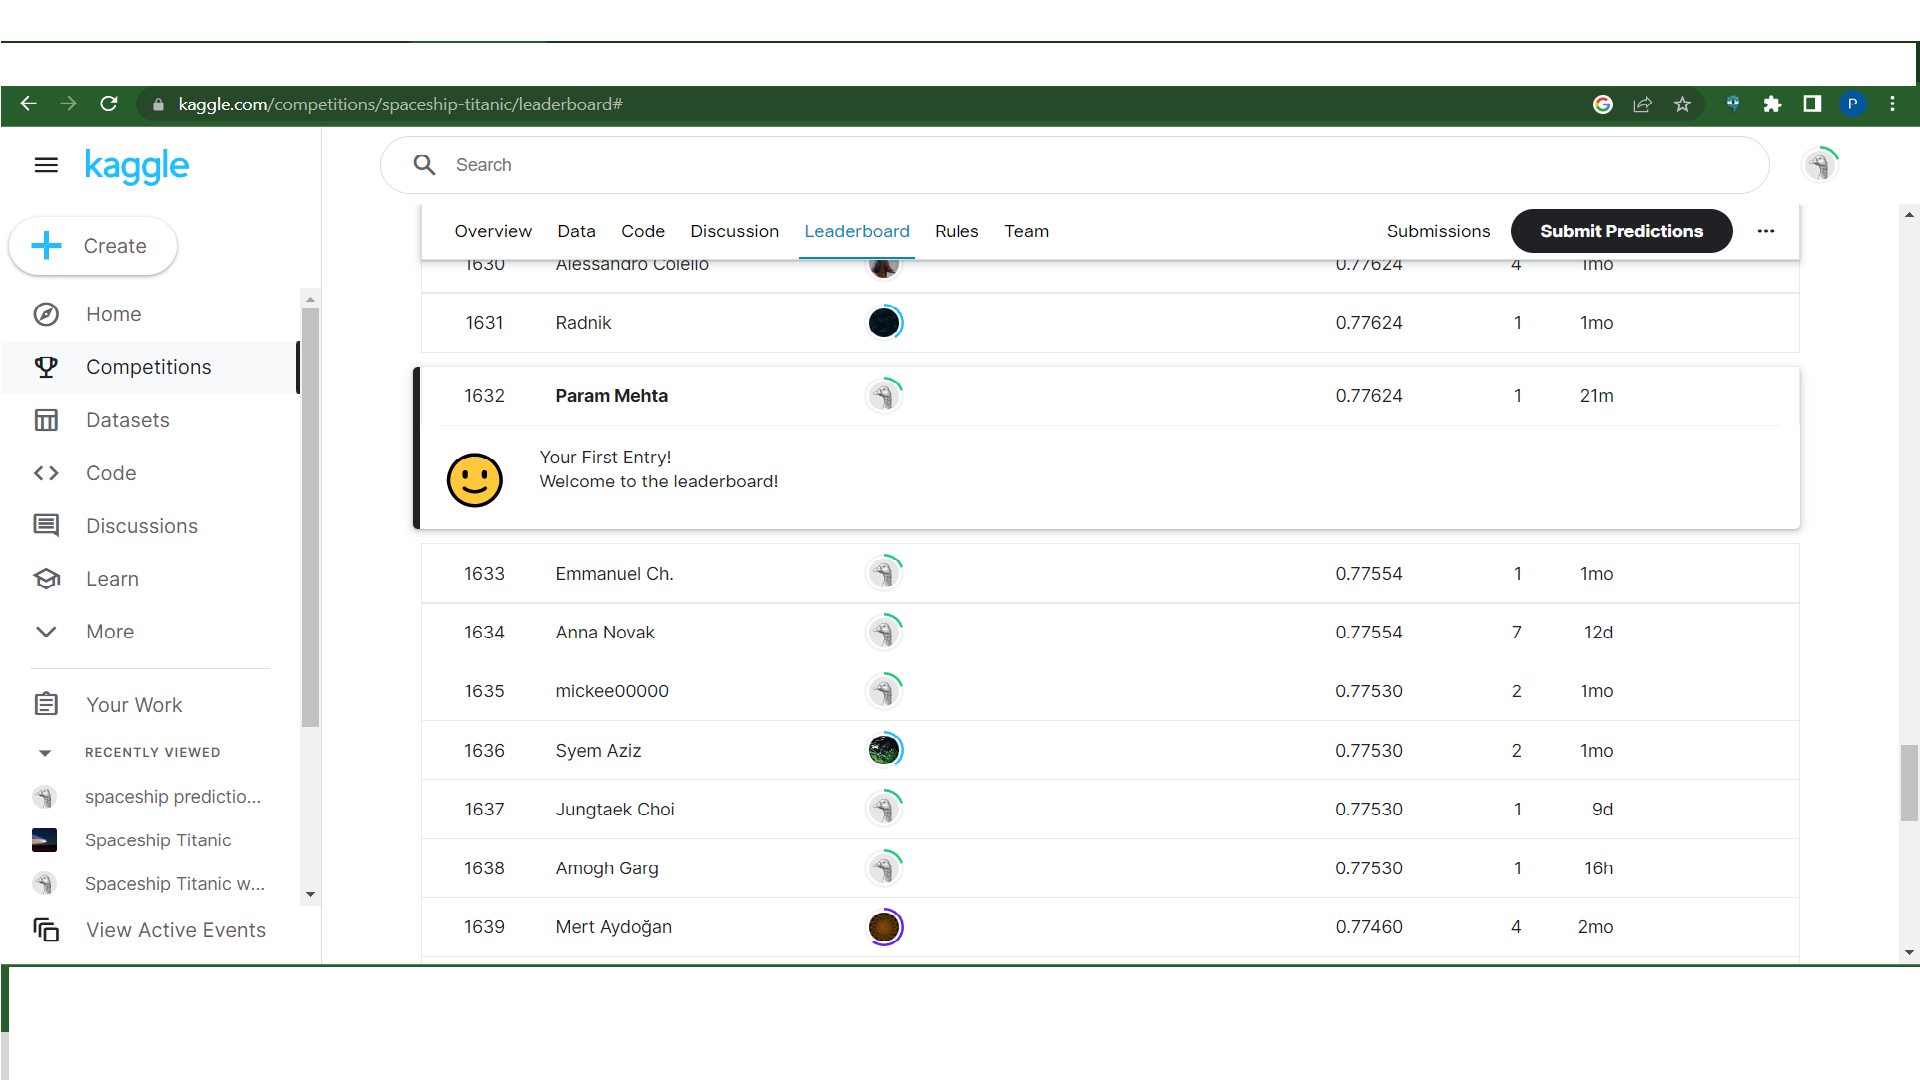 kaggle.com/competitions/spaceship-titanic/leaderboard#
P
kaggle
Search
Create
Home
Competitions
Datasets
Code
Discussions
Learn
More
Your Work
RECENTLY VIEWED
spaceship predictio...
Spaceship Titanic
Spaceship Titanic w...
View Active Events
Overview Data Code Discussion Leaderboard Rules Team Submissions Submit Predictions
1630 Alessandro Colello 0.77624 4 1mo
1631 Radnik 0.77624 1 1mo
1632 Param Mehta 0.77624 1 21m
Your First Entry!
Welcome to the leaderboard!
1633 Emmanuel Ch. 0.77554 1 1mo
1634 Anna Novak 0.77554 7 12d
1635 mickee00000 0.77530 2 1mo
1636 Syem Aziz 0.77530 2 1mo
1637 Jungtaek Choi 0.77530 1 9d
1638 Amogh Garg 0.77530 1 16h
1639 Mert Aydoğan 0.77460 4 2mo